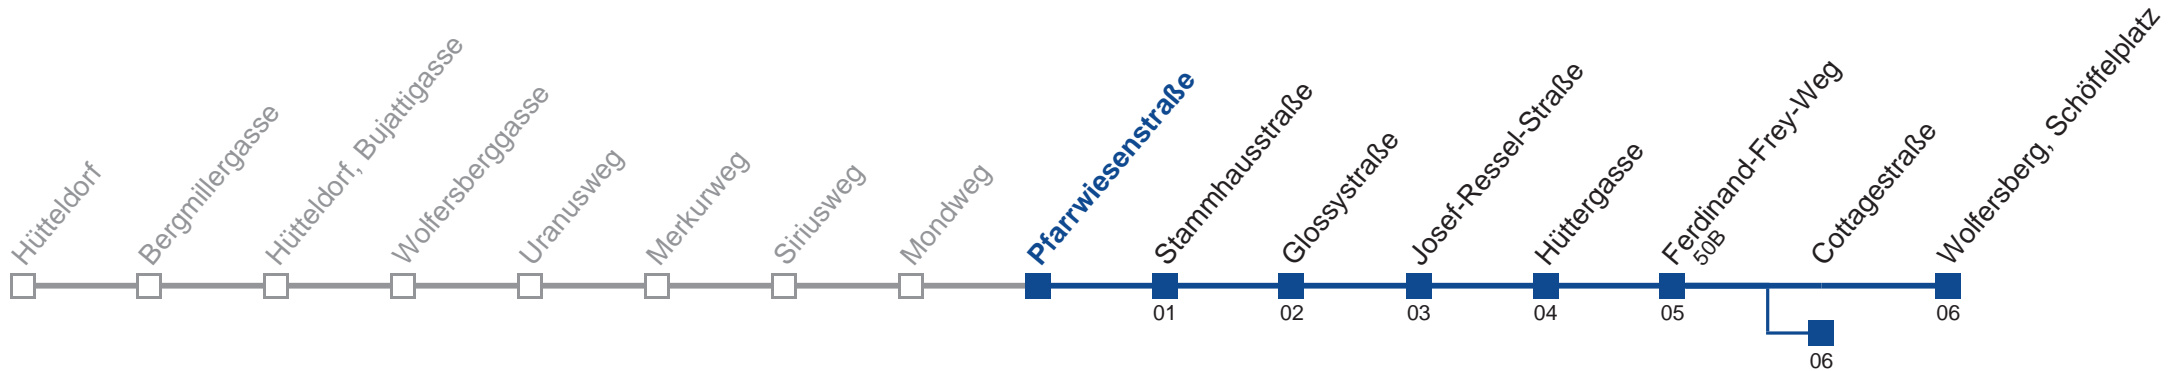 Hütteldorf
Bergmillergasse
Hütteldorf, Bujattigasse
Wolfersberggasse
Uranusweg
Merkurweg
Siriusweg
Mondweg
Pfarrwiesenstraße
Stammhausstraße
Glossystraße
Josef-Ressel-Straße
Hüttergasse
Ferdinand-Frey-Weg
50B
Cottagestraße
Wolfersberg, Schöffelplatz
01
02
03
04
05
06
06